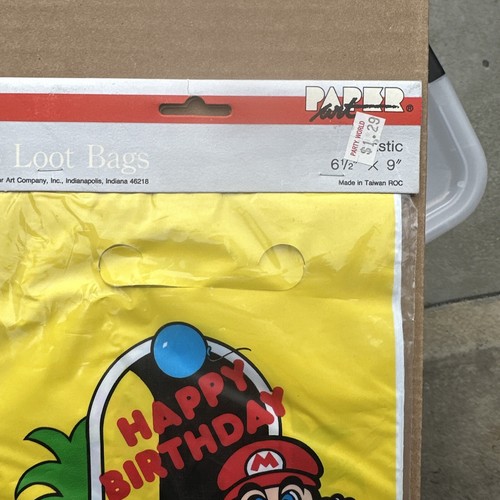 PAPER
art ®
PARTY WORLD
$1.29
Loot Bags
stic
6½" X 9"
r Art Company, Inc., Indianapolis, Indiana 46218
Made in Taiwan ROC
HAPPY
BIRTHDAY
M